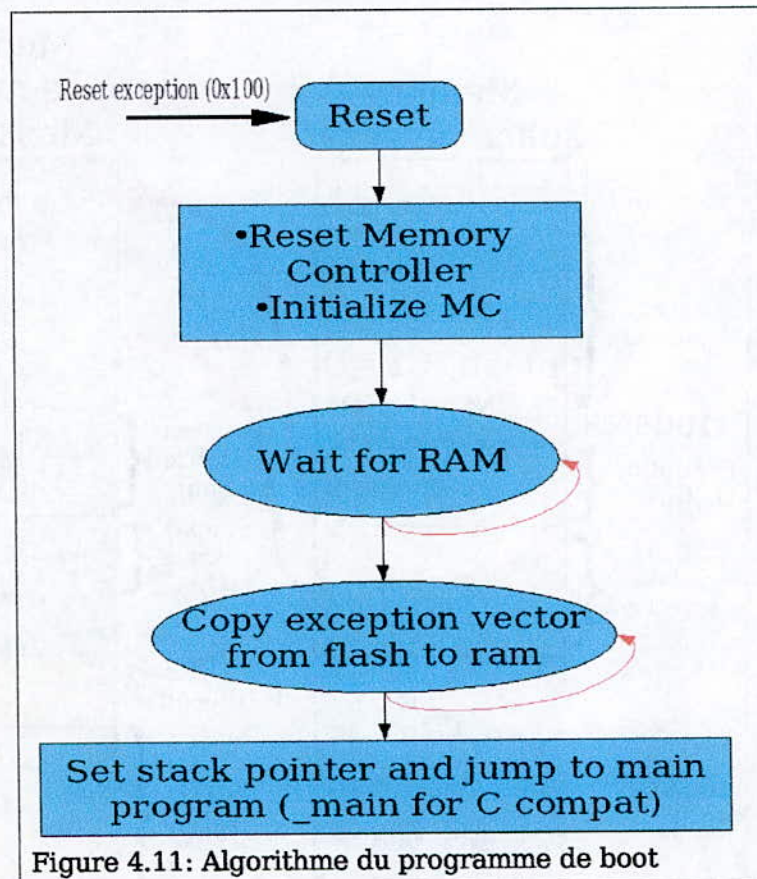 Reset exception (0x100)
Reset
•Reset Memory
Controller
•Initialize MC
Wait for RAM
Copy exception vector
from flash to ram
Set stack pointer and jump to main
program (_main for C compat)
Figure 4.11: Algorithme du programme de boot